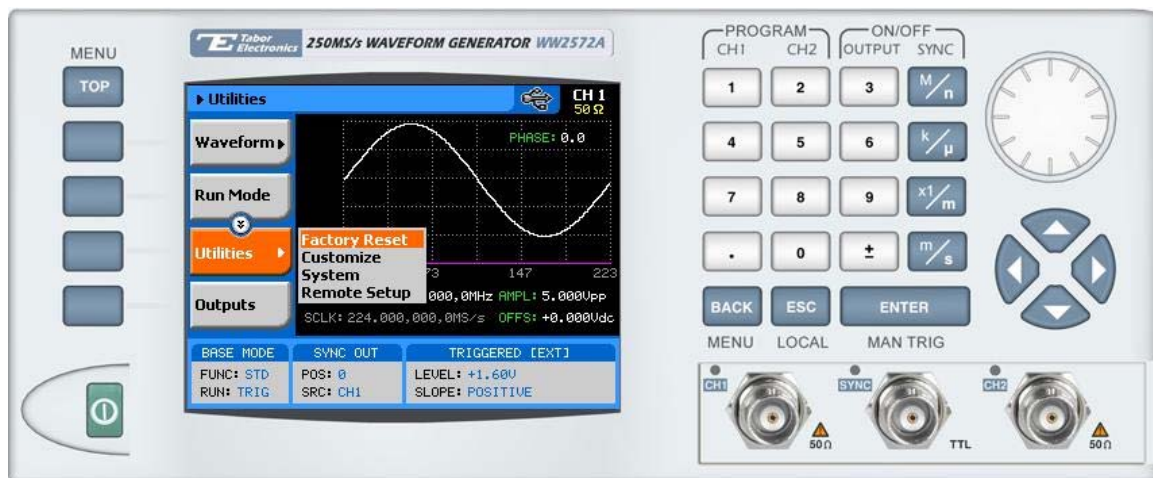 MENU
TOP
Tabor Electronics 250MS/s WAVEFORM GENERATOR WW2572A
Utilities
CH 1
50 Ω
Waveform
PHASE: 0.0
Run Mode
Utilities
Factory Reset
Customize
System
Remote Setup
73 147 223
Outputs
000,0MHz AMPL: 5.000Vpp
SCLK: 224.000,000,0MS/s OFFS: +0.000Vdc
BASE MODE SYNC OUT TRIGGERED [EXT]
FUNC: STD POS: 0 LEVEL: +1.60V
RUN: TRIG SRC: CH1 SLOPE: POSITIVE
PROGRAM ON/OFF
CH1 CH2 OUTPUT SYNC
1 2 3 M/n
4 5 6 k/µ
7 8 9 x1/m
. 0 ± m/s
BACK ESC ENTER
MENU LOCAL MAN TRIG
CH1 SYNC CH2
50Ω TTL 50Ω